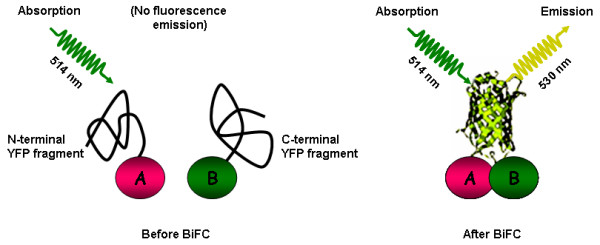 Absorption
(No fluorescence
emission)
514 nm
N-terminal
YFP fragment
C-terminal
YFP fragment
A
B
Before BiFC
Absorption
Emission
514 nm
530 nm
A
B
After BiFC